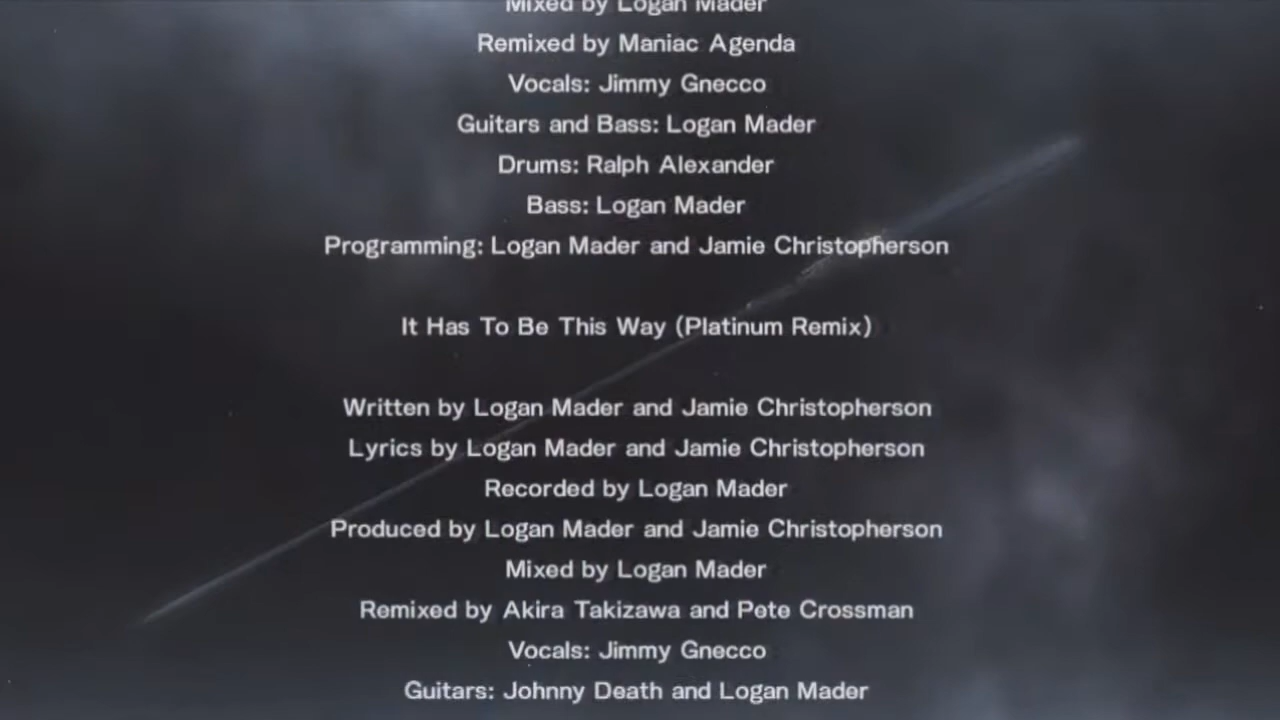 Mixed by Logan Mader
Remixed by Maniac Agenda
Vocals: Jimmy Gnecco
Guitars and Bass: Logan Mader
Drums: Ralph Alexander
Bass: Logan Mader
Programming: Logan Mader and Jamie Christopherson
It Has To Be This Way (Platinum Remix)
Written by Logan Mader and Jamie Christopherson
Lyrics by Logan Mader and Jamie Christopherson
Recorded by Logan Mader
Produced by Logan Mader and Jamie Christopherson
Mixed by Logan Mader
Remixed by Akira Takizawa and Pete Crossman
Vocals: Jimmy Gnecco
Guitars: Johnny Death and Logan Mader